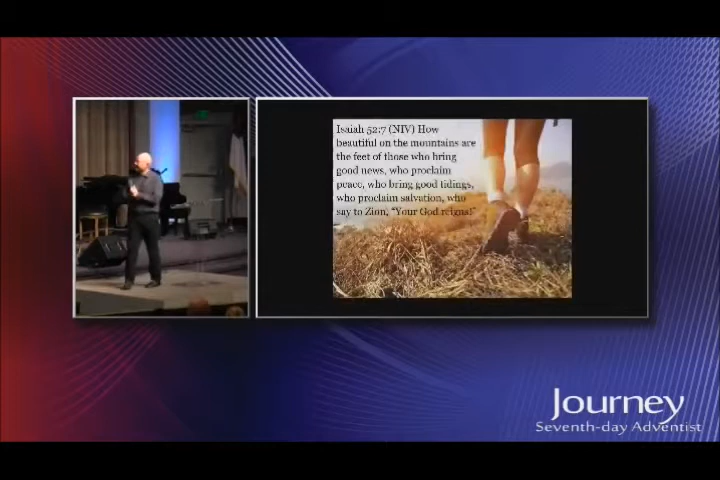 Isaiah 52:7 (NIV) How
beautiful on the mountains are
the feet of those who bring
good news, who proclaim
peace, who bring good tidings,
who proclaim salvation, who
say to Zion, "Your God reigns!"
Journey
Seventh-day Adventist